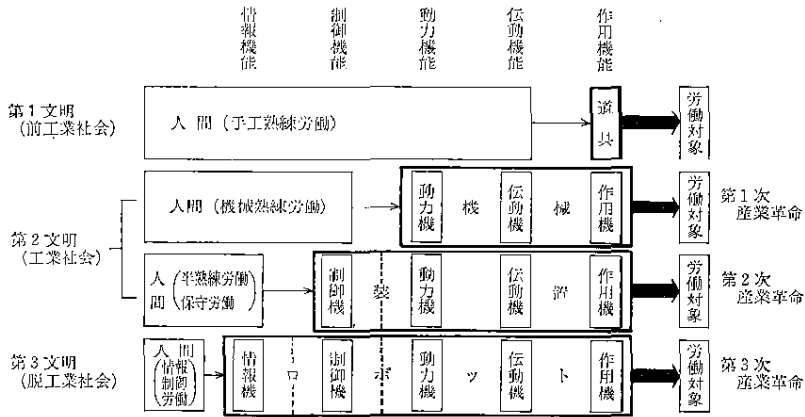 情報機能
制御機能
動力機能
伝動機能
作用機能
第1文明
(前工業社会)
人間(手工熟練労働)
道具
労働対象
第2文明
(工業社会)
人間(機械熟練労働)
動力機
機
伝動機
械
作用機
労働対象
第1次
産業革命
人間(半熟練労働 保守労働)
制御機
装
動力機
伝動機
置
作用機
労働対象
第2次
産業革命
第3文明
(脱工業社会)
人間
(情報制御労働)
情報機
ロ
制御機
ボ
動力機
ッ
伝動機
ト
作用機
労働対象
第3次
産業革命